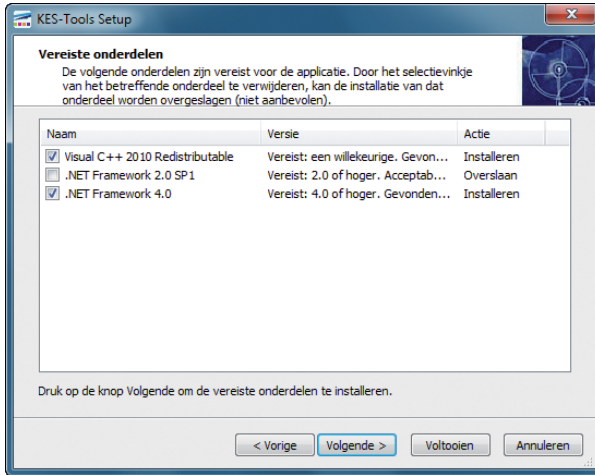 KES-Tools Setup
Vereiste onderdelen
De volgende onderdelen zijn vereist voor de applicatie. Door het selectievinkje
van het betreffende onderdeel te verwijderen, kan de installatie van dat
onderdeel worden overgeslagen (niet aanbevolen).
Naam Versie Actie
Visual C++ 2010 Redistributable Vereist: een willekeurige. Gevon... Installeren
.NET Framework 2.0 SP1 Vereist: 2.0 of hoger. Acceptab... Overslaan
.NET Framework 4.0 Vereist: 4.0 of hoger. Gevonden... Installeren
Druk op de knop Volgende om de vereiste onderdelen te installeren.
< Vorige Volgende > Voltooien Annuleren